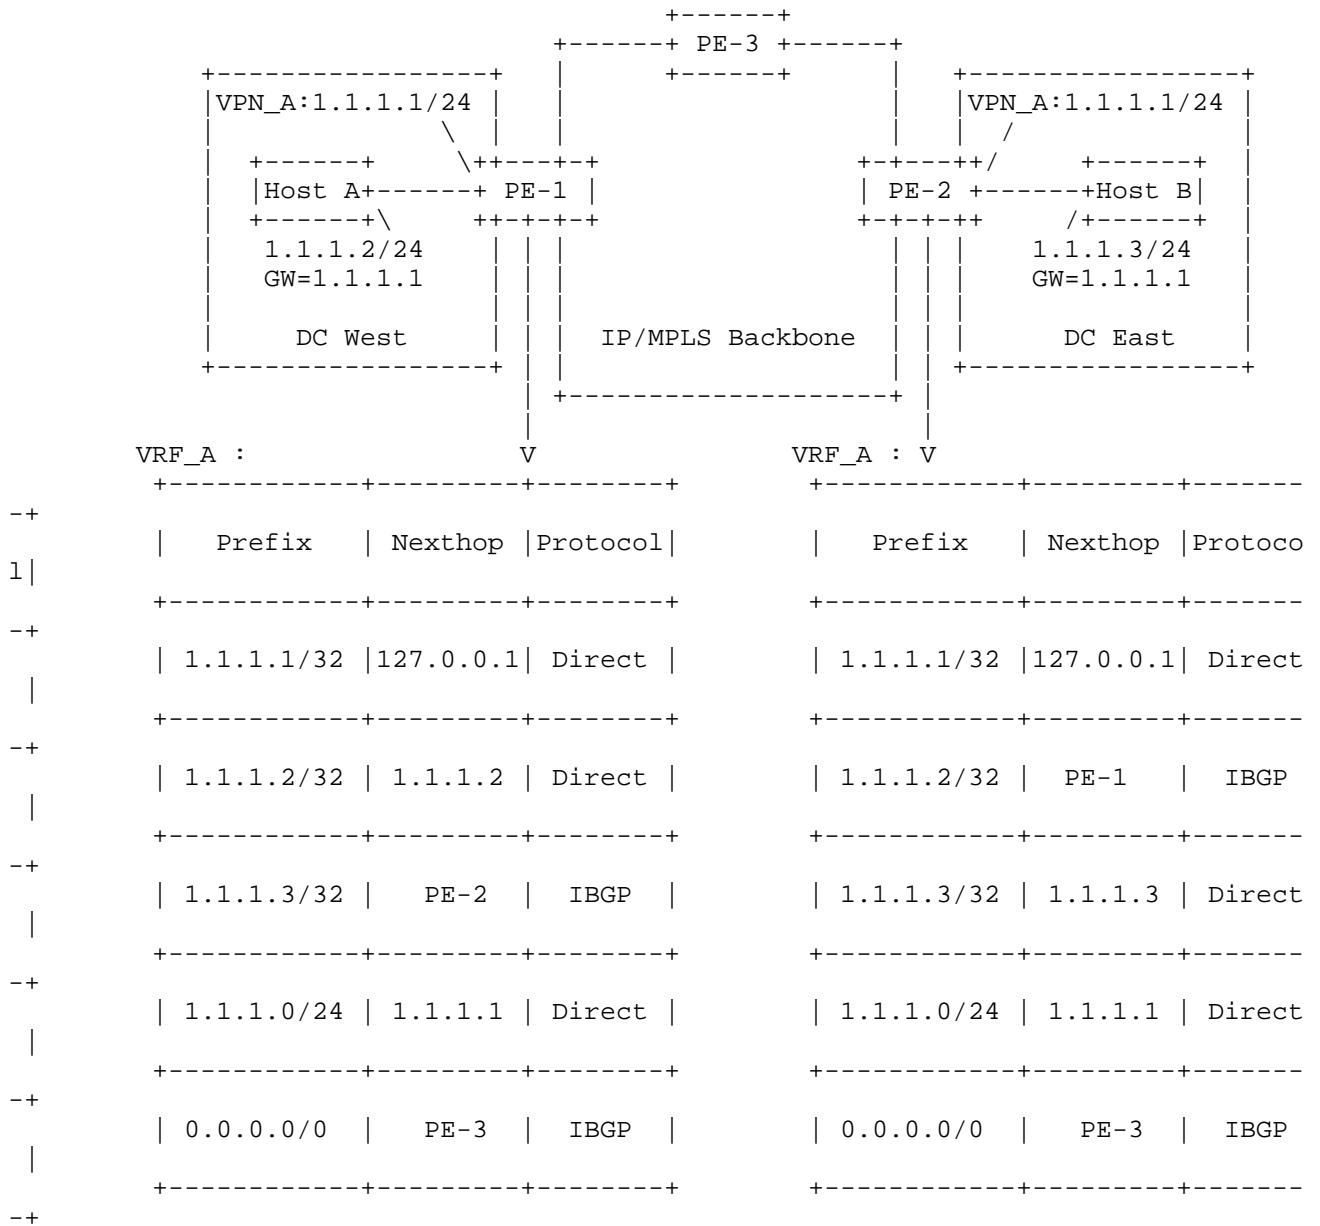 PE-3
VPN_A:1.1.1.1/24 VPN_A:1.1.1.1/24
Host A PE-1 PE-2 Host B
1.1.1.2/24 1.1.1.3/24
GW=1.1.1.1 GW=1.1.1.1
DC West IP/MPLS Backbone DC East
VRF_A : V VRF_A : V
Prefix Nexthop Protocol Prefix Nexthop Protoco
l
1.1.1.1/32 127.0.0.1 Direct 1.1.1.1/32 127.0.0.1 Direct
1.1.1.2/32 1.1.1.2 Direct 1.1.1.2/32 PE-1 IBGP
1.1.1.3/32 PE-2 IBGP 1.1.1.3/32 1.1.1.3 Direct
1.1.1.0/24 1.1.1.1 Direct 1.1.1.0/24 1.1.1.1 Direct
0.0.0.0/0 PE-3 IBGP 0.0.0.0/0 PE-3 IBGP